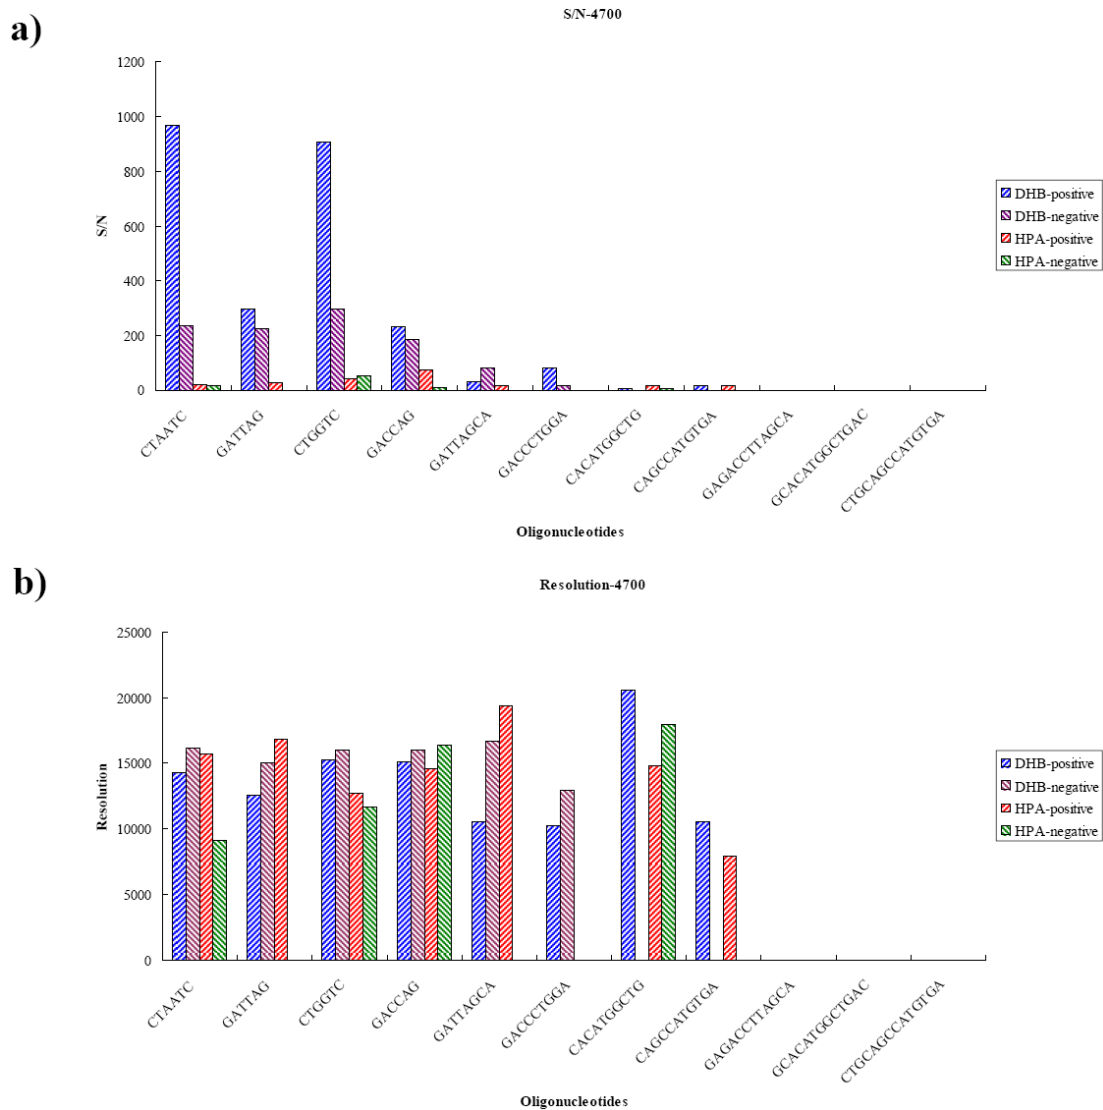 a)
S/N-4700
1200
1000
800
600
400
200
0
S/N
CTAATC
GATTAG
CTGGTC
GACCAG
GATTAGCA
GACCCTGGA
CACATGGCTG
CAGCCATGTGA
GAGACCTTAGCA
GCACATGGCTGAC
CTGCAGCCATGTGA
Oligonucleotides
DHB-positive
DHB-negative
HPA-positive
HPA-negative
b)
Resolution-4700
25000
20000
15000
10000
5000
0
Resolution
CTAATC
GATTAG
CTGGTC
GACCAG
GATTAGCA
GACCCTGGA
CACATGGCTG
CAGCCATGTGA
GAGACCTTAGCA
GCACATGGCTGAC
CTGCAGCCATGTGA
Oligonucleotides
DHB-positive
DHB-negative
HPA-positive
HPA-negative